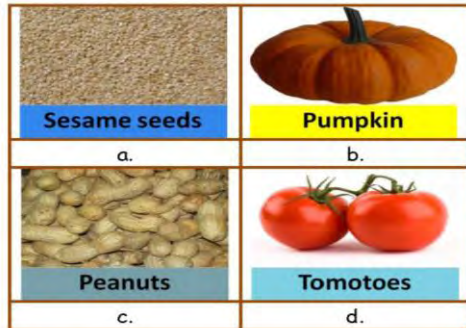 Sesame seeds
Pumpkin
a.
b.
Peanuts
Tomotoes
c.
d.